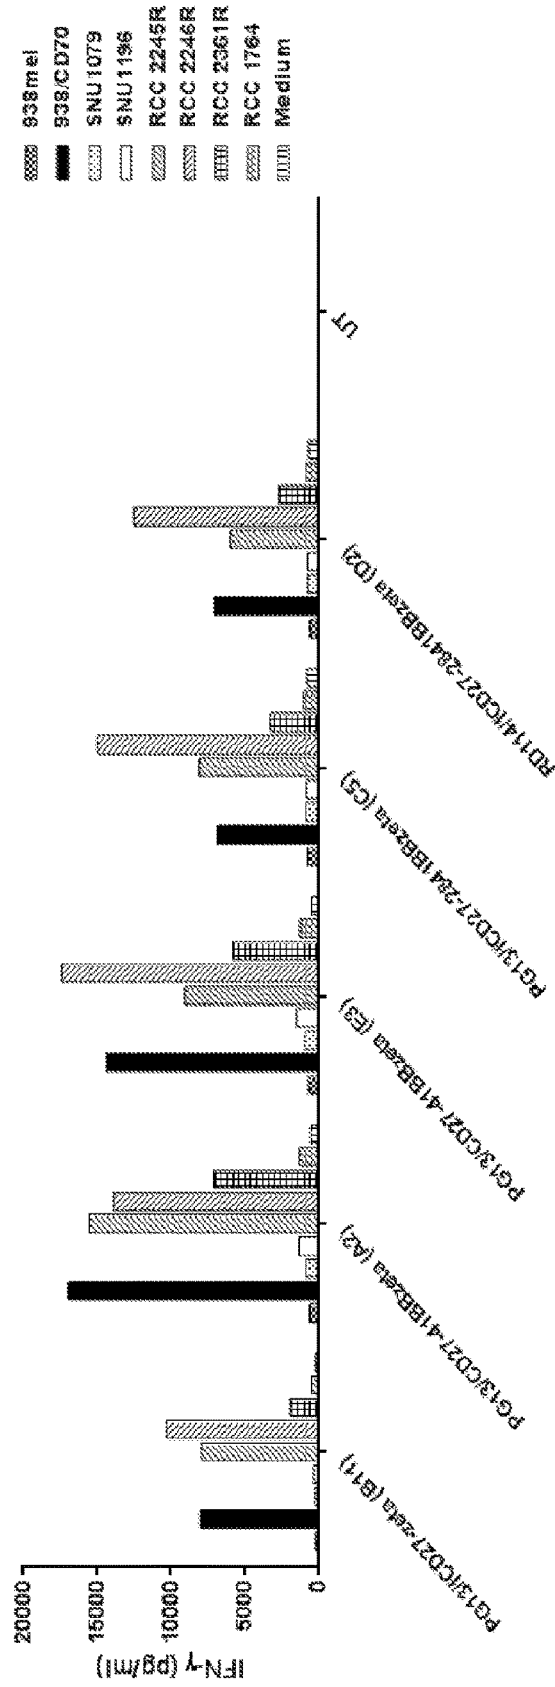 938mel
938/CD70
SNU1079
SNU1196
RCC 2245R
RCC 2246R
RCC 2361R
RCC 1764
Medium
IFN-γ (pg/ml)
20000
15000
10000
5000
0
PG13/CD27-zeta (B11)
PG13/CD27-41BBzeta (A2)
PG13/CD27-41BBzeta (E3)
PG13/CD27-2841BBzeta (C5)
RD114/CD27-2841BBzeta (D2)
UT